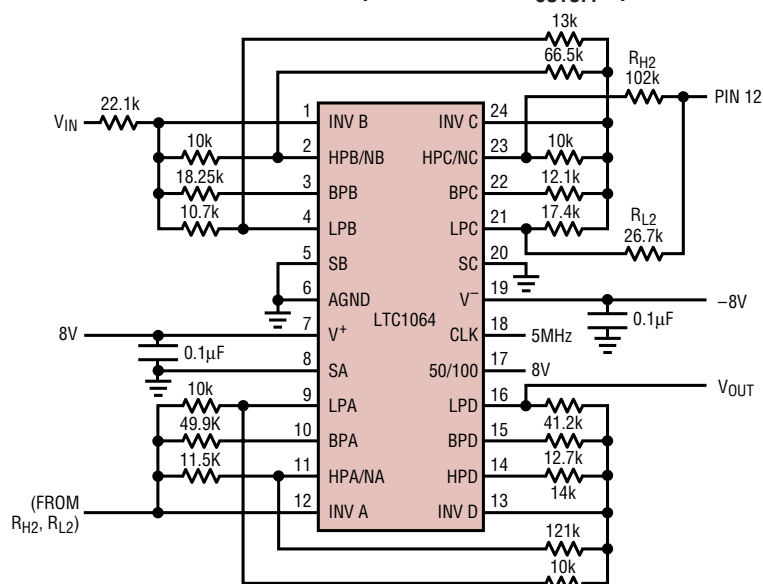 13k
66.5k
RH2
102k
PIN 12
22.1k
VIN
1
INV B
INV C
24
10k
2
HPB/NB
HPC/NC
23
10k
18.25k
3
BPB
BPC
22
12.1k
10.7k
4
LPB
LPC
21
17.4k
RL2
26.7k
5
SB
SC
20
6
AGND
V–
19
–8V
LTC1064
0.1µF
8V
7
V+
CLK
18
5MHz
0.1µF
8
SA
50/100
17
8V
VOUT
10k
9
LPA
LPD
16
41.2k
49.9K
10
BPA
BPD
15
12.7k
11.5K
11
HPA/NA
HPD
14
14k
(FROM
RH2, RL2)
12
INV A
INV D
13
121k
10k